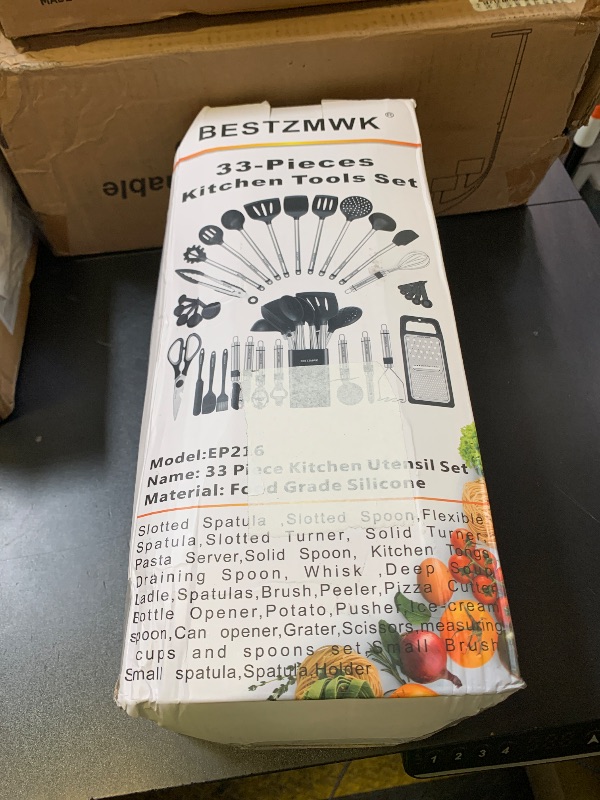 MADE
BESTZMWK ®
33-Pieces
Kitchen Tools Set
Model:EP216
Name: 33 Piece Kitchen Utensil Set
Material: Food Grade Silicone
Slotted Spatula ,Slotted Spoon,Flexible
Spatula,Slotted Turner, Solid Turner,
Pasta Server,Solid Spoon, Kitchen Tongs,
Draining Spoon, Whisk ,Deep Soup
Ladle,Spatulas,Brush,Peeler,Pizza Cutter
Bottle Opener,Potato,Pusher,Ice-cream
spoon,Can opener,Grater,Scissors,measuring
cups and spoons set,Small Brush
Small spatula,Spatula,Holder
1 2 3 4